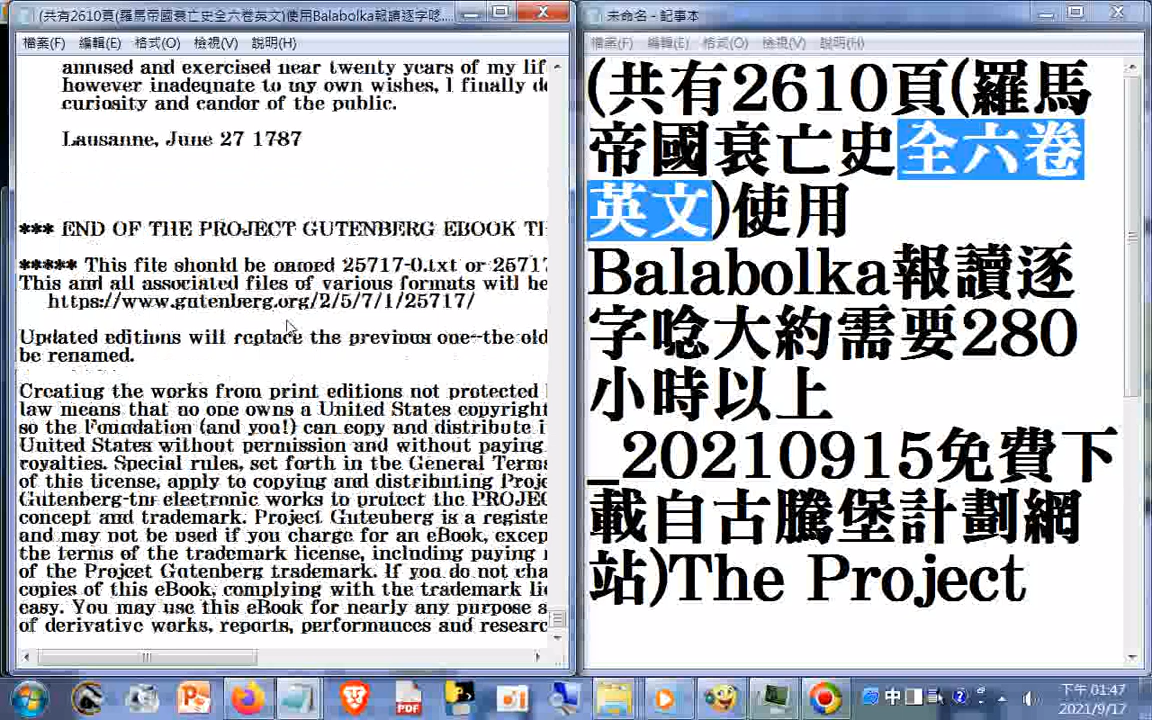 (共有2610頁(羅馬帝國衰亡史全六卷英文)使用Balabolka報讀逐字唸
檔案(F) 編輯(E) 格式(O) 檢視(V) 說明(H)
amused and exercised near twenty years of my lif
however inadequate to my own wishes, I finally de
curiosity and candor of the public.
Lausanne, June 27 1787
*** END OF THE PROJECT GUTENBERG EBOOK TH
***** This file should be named 25717-0.txt or 25717
This and all associated files of various formats will be
https://www.gutenberg.org/2/5/7/1/25717/
Updated editions will replace the previous one--the old
be renamed.
Creating the works from print editions not protected
law means that no one owns a United States copyright
so the Foundation (and you!) can copy and distribute i
United States without permission and without paying
royalties. Special rules, set forth in the General Terms
of this license, apply to copying and distributing Proje
Gutenberg-tm electronic works to protect the PROJEC
concept and trademark. Project Gutenberg is a registe
and may not be used if you charge for an eBook, excep
the terms of the trademark license, including paying
of the Project Gutenberg trademark. If you do not cha
copies of this eBook, complying with the trademark lic
easy. You may use this eBook for nearly any purpose s
of derivative works, reports, performances and researc
未命名 - 記事本
檔案(F) 編輯(E) 格式(O) 檢視(V) 說明(H)
(共有2610頁(羅馬
帝國衰亡史全六卷
英文)使用
Balabolka報讀逐
字唸大約需要280
小時以上
_20210915免費下
載自古騰堡計劃網
站)The Project
PDF
中
下午 01:47
2021/9/17